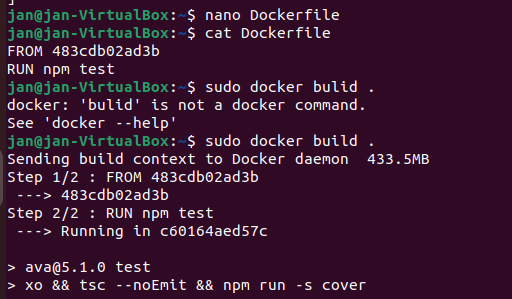 ]
jan@jan-VirtualBox:~$ nano Dockerfile
jan@jan-VirtualBox:~$ cat Dockerfile
FROM 483cdb02ad3b
RUN npm test
jan@jan-VirtualBox:~$ sudo docker bulid .
docker: 'bulid' is not a docker command.
See 'docker --help'
jan@jan-VirtualBox:~$ sudo docker build .
Sending build context to Docker daemon  433.5MB
Step 1/2 : FROM 483cdb02ad3b
 ---> 483cdb02ad3b
Step 2/2 : RUN npm test
 ---> Running in c60164aed57c

> ava@5.1.0 test
> xo && tsc --noEmit && npm run -s cover